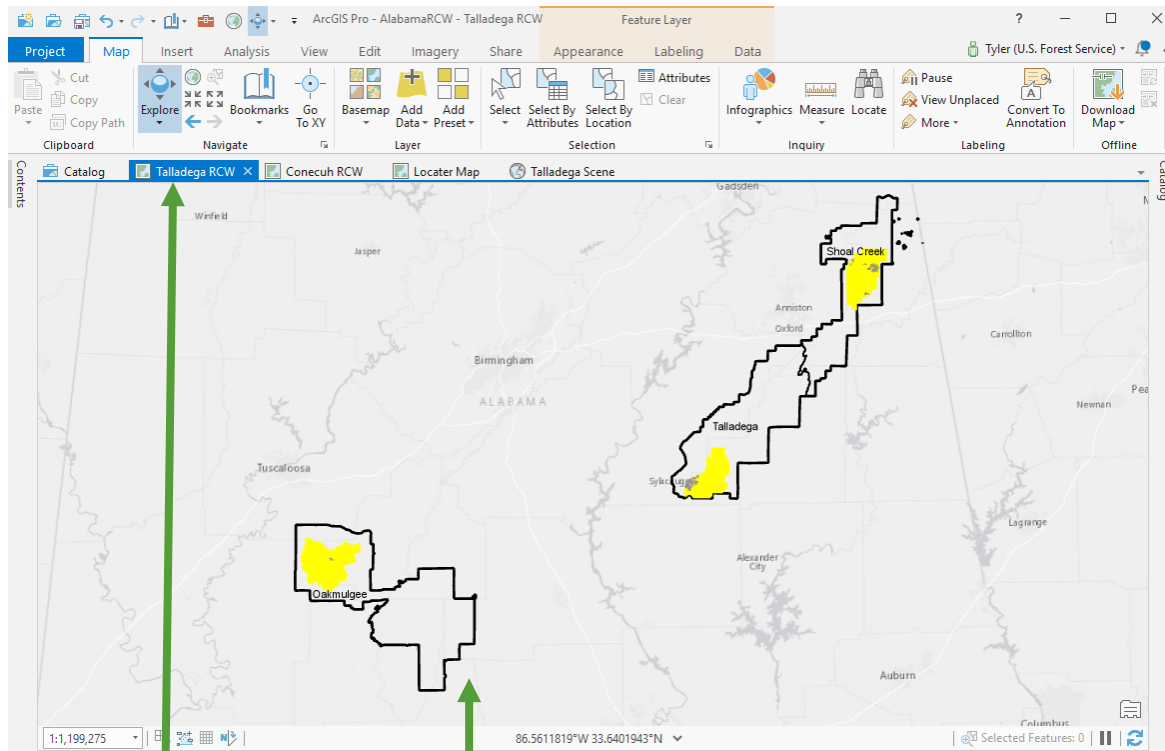 ArcGIS Pro - AlabamaRCW - Talladega RCW
Feature Layer
?
Project Map Insert Analysis View Edit Imagery Share Appearance Labeling Data
Tyler (U.S. Forest Service)
Paste
Cut
Copy
Copy Path
Clipboard
Explore
Bookmarks
Go To XY
Navigate
Basemap
Add Data
Add Preset
Layer
Select
Select By Attributes
Select By Location
Attributes
Clear
Selection
Infographics
Measure
Locate
Inquiry
Pause
View Unplaced
More
Convert To Annotation
Labeling
Download Map
Offline
Contents
Catalog
Talladega RCW
Conecuh RCW
Locater Map
Talladega Scene
Catalog
Gadsden
Winfield
Jasper
Shoal Creek
Anniston
Oxford
Carrollton
Birmingham
ALABAMA
Pea
Newnan
Talladega
Tuscaloosa
Lagrange
Alexander City
Oakmulgee
Auburn
Columbus
1:1,199,275
86.5611819°W 33.6401943°N
Selected Features: 0